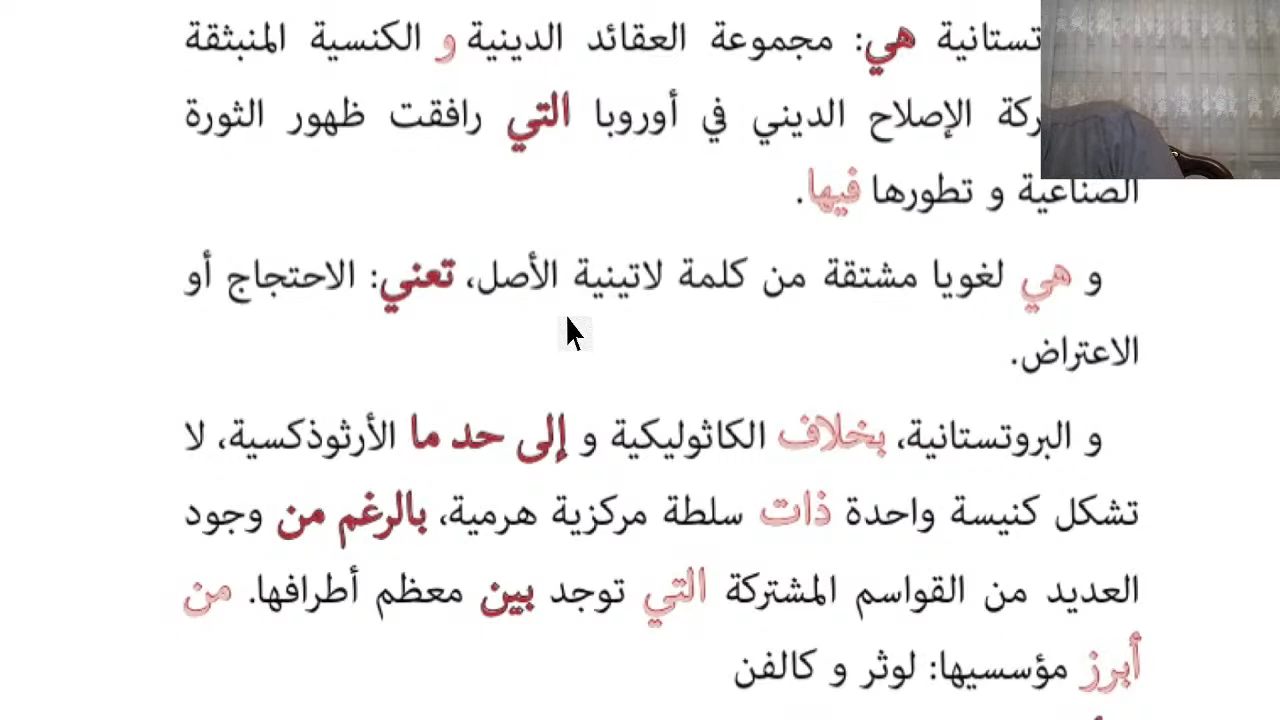 تستانية هي: مجموعة العقائد الدينية و الكنسية المنبثقة
ركة الإصلاح الديني في أوروبا التي رافقت ظهور الثورة
الصناعية و تطورها فيها.
و هي لغويا مشتقة من كلمة لاتينية الأصل، تعني: الاحتجاج أو
الاعتراض.
و البروتستانية، بخلاف الكاثوليكية و إلى حد ما الأرثوذكسية، لا
تشكل كنيسة واحدة ذات سلطة مركزية هرمية، بالرغم من وجود
العديد من القواسم المشتركة التي توجد بين معظم أطرافها. من
أبرز مؤسسيها: لوثر و كالفن